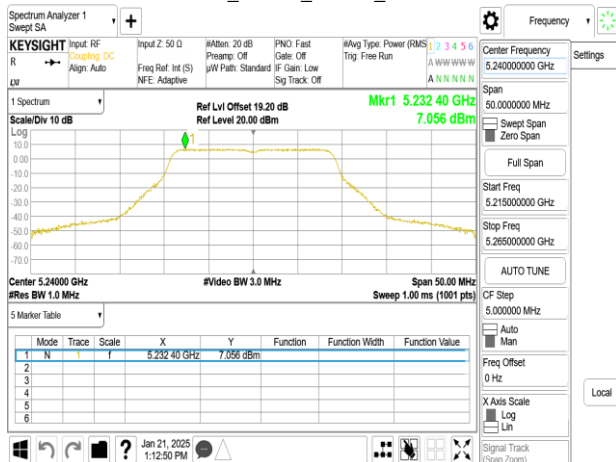 Spectrum Analyzer 1
Swept SA
Frequency
KEYSIGHT
R
Input: RF
Coupling: DC
Align: Auto
Input Z: 50 Ω
Freq Ref: Int (S)
NFE: Adaptive
#Atten: 20 dB
Preamp: Off
µW Path: Standard
PNO: Fast
Gate: Off
IF Gain: Low
Sig Track: Off
#Avg Type: Power (RMS
Trig: Free Run
1 2 3 4 5 6
A W W W W W
A N N N N N
Settings
Center Frequency
5.240000000 GHz
Span
50.0000000 MHz
Swept Span
Zero Span
Full Span
Start Freq
5.215000000 GHz
Stop Freq
5.265000000 GHz
AUTO TUNE
CF Step
5.000000 MHz
Auto
Man
Freq Offset
0 Hz
X Axis Scale
Log
Lin
Signal Track
(Span Zoom)
Local
1 Spectrum
Scale/Div 10 dB
Ref Lvl Offset 19.20 dB
Ref Level 20.00 dBm
Mkr1 5.232 40 GHz
7.056 dBm
Log
10.0
0.00
-10.0
-20.0
-30.0
-40.0
-50.0
-60.0
-70.0
1
Center 5.24000 GHz
#Res BW 1.0 MHz
#Video BW 3.0 MHz
Span 50.00 MHz
Sweep 1.00 ms (1001 pts)
5 Marker Table
Mode Trace Scale X Y Function Function Width Function Value
1 N 1 f 5.232 40 GHz 7.056 dBm
2
3
4
5
6
?
Jan 21, 2025
1:12:50 PM